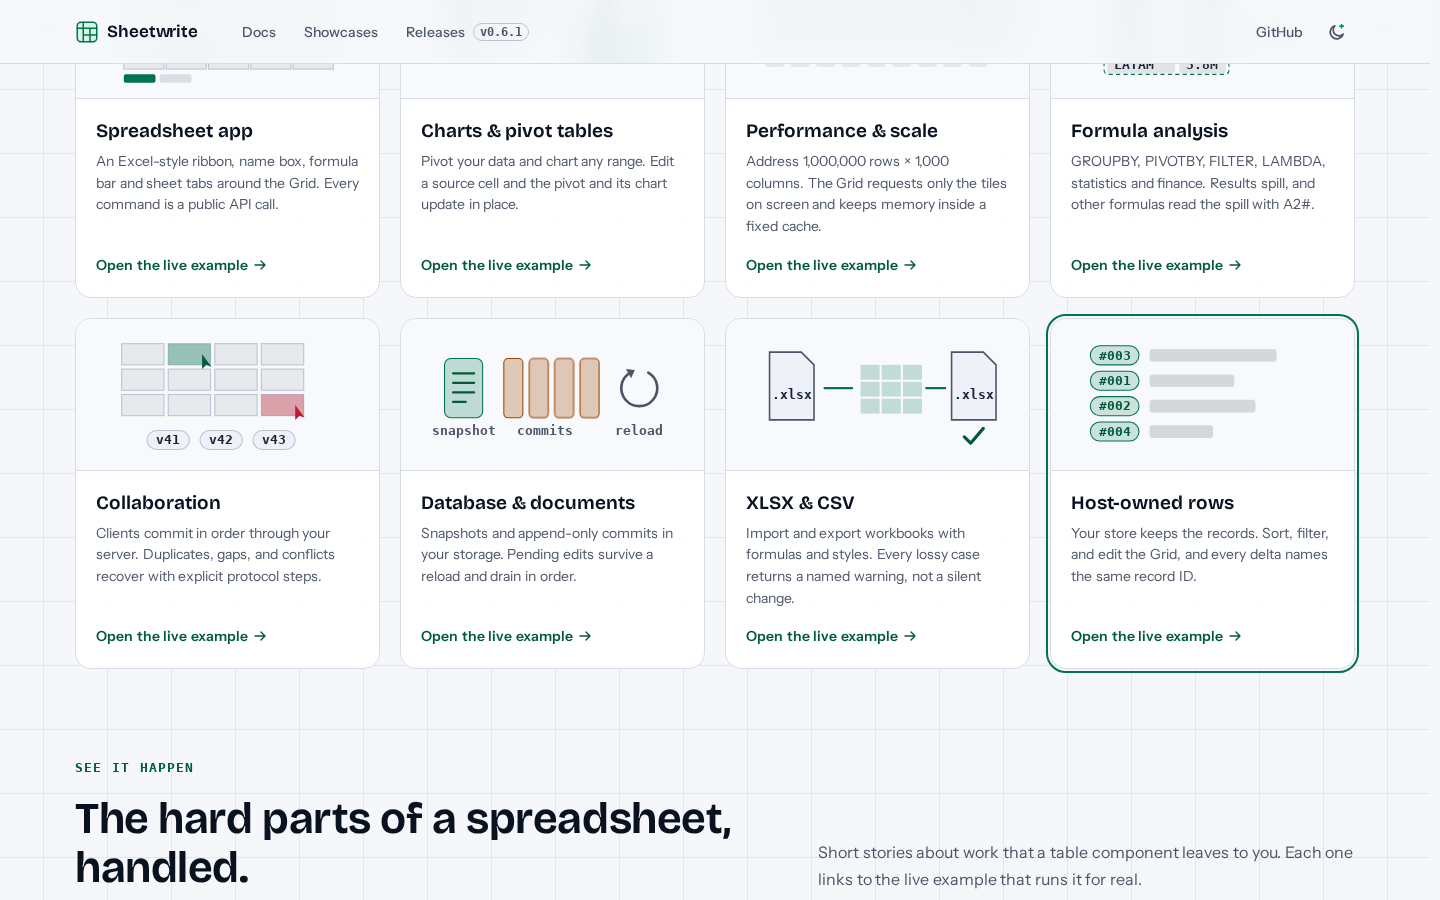 Sheetwrite
Docs
Showcases
Releases v0.6.1
GitHub
LATAM 3.8M
Spreadsheet app
An Excel-style ribbon, name box, formula
bar and sheet tabs around the Grid. Every
command is a public API call.
Open the live example →
Charts & pivot tables
Pivot your data and chart any range. Edit
a source cell and the pivot and its chart
update in place.
Open the live example →
Performance & scale
Address 1,000,000 rows × 1,000
columns. The Grid requests only the tiles
on screen and keeps memory inside a
fixed cache.
Open the live example →
Formula analysis
GROUPBY, PIVOTBY, FILTER, LAMBDA,
statistics and finance. Results spill, and
other formulas read the spill with A2#.
Open the live example →
v41 v42 v43
Collaboration
Clients commit in order through your
server. Duplicates, gaps, and conflicts
recover with explicit protocol steps.
Open the live example →
snapshot commits reload
Database & documents
Snapshots and append-only commits in
your storage. Pending edits survive a
reload and drain in order.
Open the live example →
.xlsx .xlsx
XLSX & CSV
Import and export workbooks with
formulas and styles. Every lossy case
returns a named warning, not a silent
change.
Open the live example →
#003
#001
#002
#004
Host-owned rows
Your store keeps the records. Sort, filter,
and edit the Grid, and every delta names
the same record ID.
Open the live example →
SEE IT HAPPEN
The hard parts of a spreadsheet,
handled.
Short stories about work that a table component leaves to you. Each one
links to the live example that runs it for real.